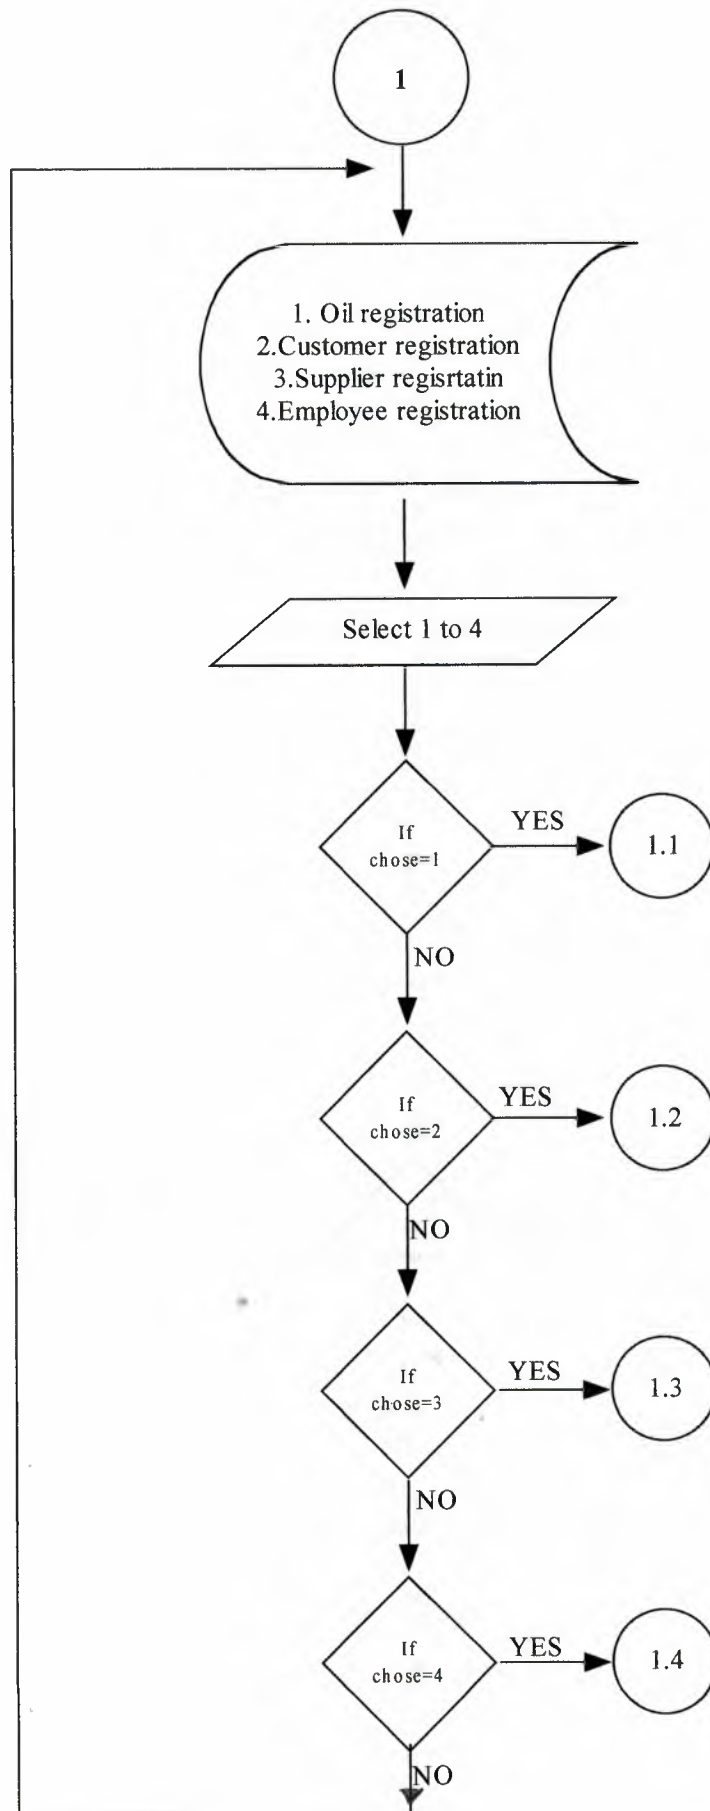 1
1. Oil registration
2.Customer registration
3.Supplier regisrtatin
4.Employee registration
Select 1 to 4
If
chose=1
YES
1.1
NO
If
chose=2
YES
1.2
NO
If
chose=3
YES
1.3
NO
If
chose=4
YES
1.4
NO